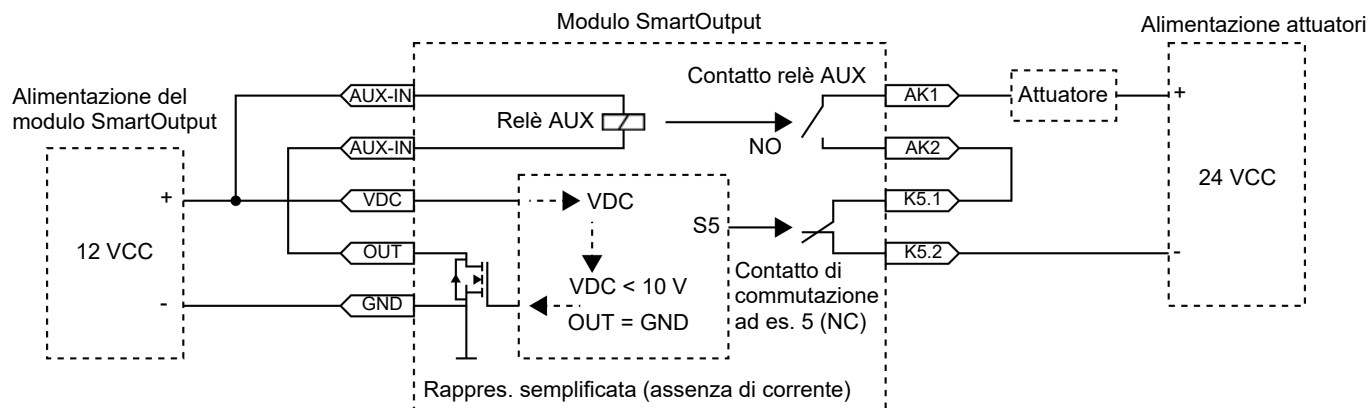 Modulo SmartOutput
Alimentazione attuatori
Alimentazione del
modulo SmartOutput
AUX-IN
Relè AUX
Contatto relè AUX
NO
AK1
Attuatore
+
AUX-IN
AK2
24 VCC
+
VDC
VDC
S5
K5.1
12 VCC
OUT
VDC < 10 V
OUT = GND
K5.2
-
Contatto di
commutazione
ad es. 5 (NC)
-
GND
Rappres. semplificata (assenza di corrente)